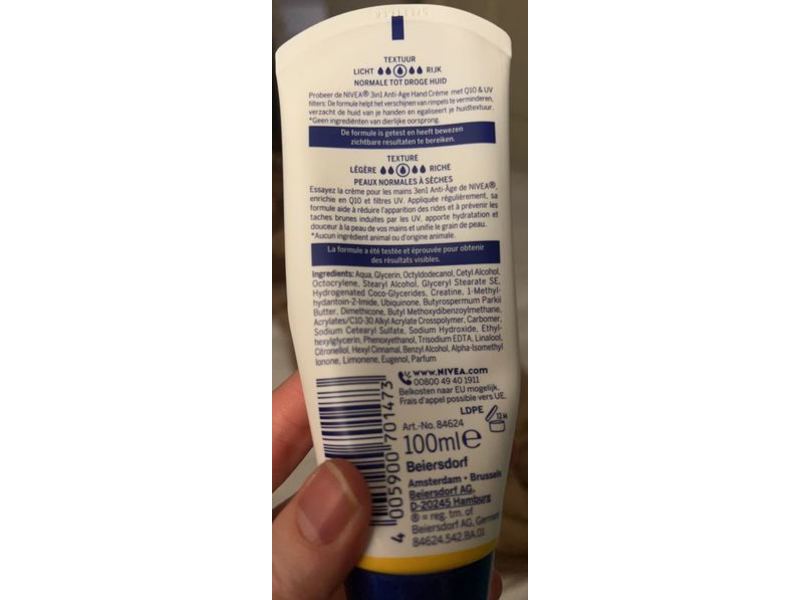 TEXTUUR
LICHT RIJK
NORMALE TOT DROGE HUID
Probeer de NIVEA® 3in1 Anti-Age Hand Crème met Q10 & UV
filters: De formule helpt het verschijnen van rimpels te verminderen,
verzacht de huid van je handen en egaliseert je huidtextuur.
*Geen ingrediënten van dierlijke oorsprong.
De formule is getest en heeft bewezen
zichtbare resultaten te bereiken.
TEXTURE
LÉGÈRE RICHE
PEAUX NORMALES À SÈCHES
Essayez la crème pour les mains 3en1 Anti-Âge de NIVEA®,
enrichie en Q10 et filtres UV. Appliquée régulièrement, sa
formule aide à réduire l'apparition des rides et à prévenir les
taches brunes induites par les UV, apporte hydratation et
douceur à la peau de vos mains et unifie le grain de peau.
*Aucun ingrédient animal ou d'origine animale.
La formule a été testée et éprouvée pour obtenir
des résultats visibles.
Ingredients: Aqua, Glycerin, Octyldodecanol, Cetyl Alcohol,
Octocrylene, Stearyl Alcohol, Glyceryl Stearate SE,
Hydrogenated Coco-Glycerides, Creatine, 1-Methyl-
hydantoin-2-Imide, Ubiquinone, Butyrospermum Parkii
Butter, Dimethicone, Butyl Methoxydibenzoylmethane,
Acrylates/C10-30 Alkyl Acrylate Crosspolymer, Carbomer,
Sodium Cetearyl Sulfate, Sodium Hydroxide, Ethyl-
hexylglycerin, Phenoxyethanol, Trisodium EDTA, Linalool,
Citronellol, Hexyl Cinnamal, Benzyl Alcohol, Alpha-Isomethyl
Ionone, Limonene, Eugenol, Parfum
www.NIVEA.com
00800 49 40 1911
Belkosten naar EU mogelijk.
Frais d'appel possible vers UE.
LDPE
12 M
Art.-No. 84624
100ml e
Beiersdorf
Amsterdam • Brussels
Beiersdorf AG,
D-20245 Hamburg
® = reg. tm. of
Beiersdorf AG, Germany
84624.542.BA.01
4 005900 701473